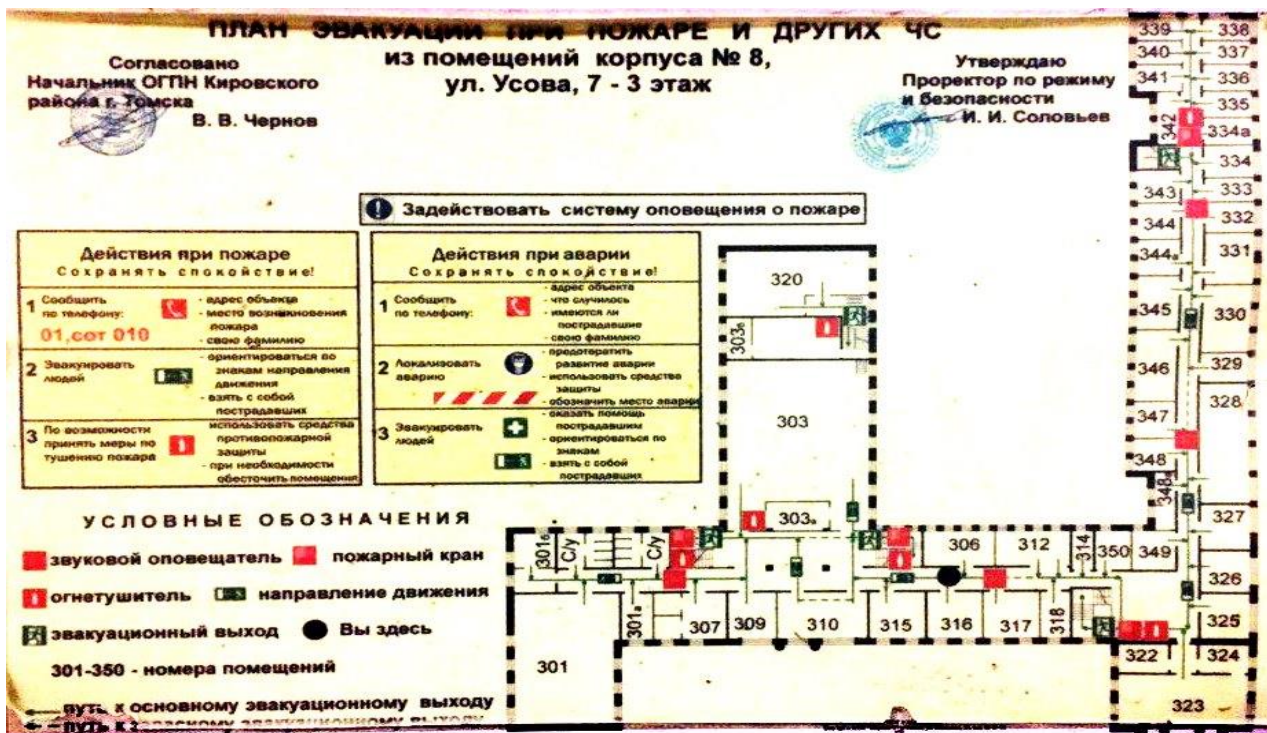 ПЛАН ЭВАКУАЦИИ ПРИ ПОЖАРЕ И ДРУГИХ ЧС
из помещений корпуса № 8,
ул. Усова, 7 - 3 этаж
Согласовано
Начальник ОГПН Кировского
района г. Томска
В. В. Чернов
Утверждаю
Проректор по режиму
и безопасности
И. И. Соловьев
Задействовать систему оповещения о пожаре
Действия при пожаре
Сохранять спокойствие!
1 Сообщить
по телефону:
01,сот 010
- адрес объекта
- место возникновения
пожара
- свою фамилию
2 Эвакуировать
людей
- ориентироваться по
знакам направления
движения
- взять с собой
пострадавших
3 По возможности
принять меры по
тушению пожара
использовать средства
противопожарной
защиты
- при необходимости
обесточить помещения
Действия при аварии
Сохранять спокойствие!
1 Сообщить
по телефону:
- адрес объекта
- что случилось
- имеются ли
пострадавшие
- свою фамилию
2 Локализовать
аварию
- предотвратить
развитие аварии
- использовать средства
защиты
- обозначить место аварии
3 Эвакуировать
людей
- оказать помощь
пострадавшим
- ориентироваться по
знакам
- взять с собой
пострадавших
УСЛОВНЫЕ ОБОЗНАЧЕНИЯ
звуковой оповещатель
пожарный кран
огнетушитель
направление движения
эвакуационный выход
Вы здесь
301-350 - номера помещений
путь к основному эвакуационному выходу
путь к запасному эвакуационному выходу
339
338
340
337
341
336
335
342
334а
334
343
333
344
332
344а
331
345
330
346
329
328
347
348
348а
327
320
303б
303
303а
301б
С/у
С/у
306
312
314
350
349
326
301а
307
309
310
315
316
317
318
325
301
322
324
323